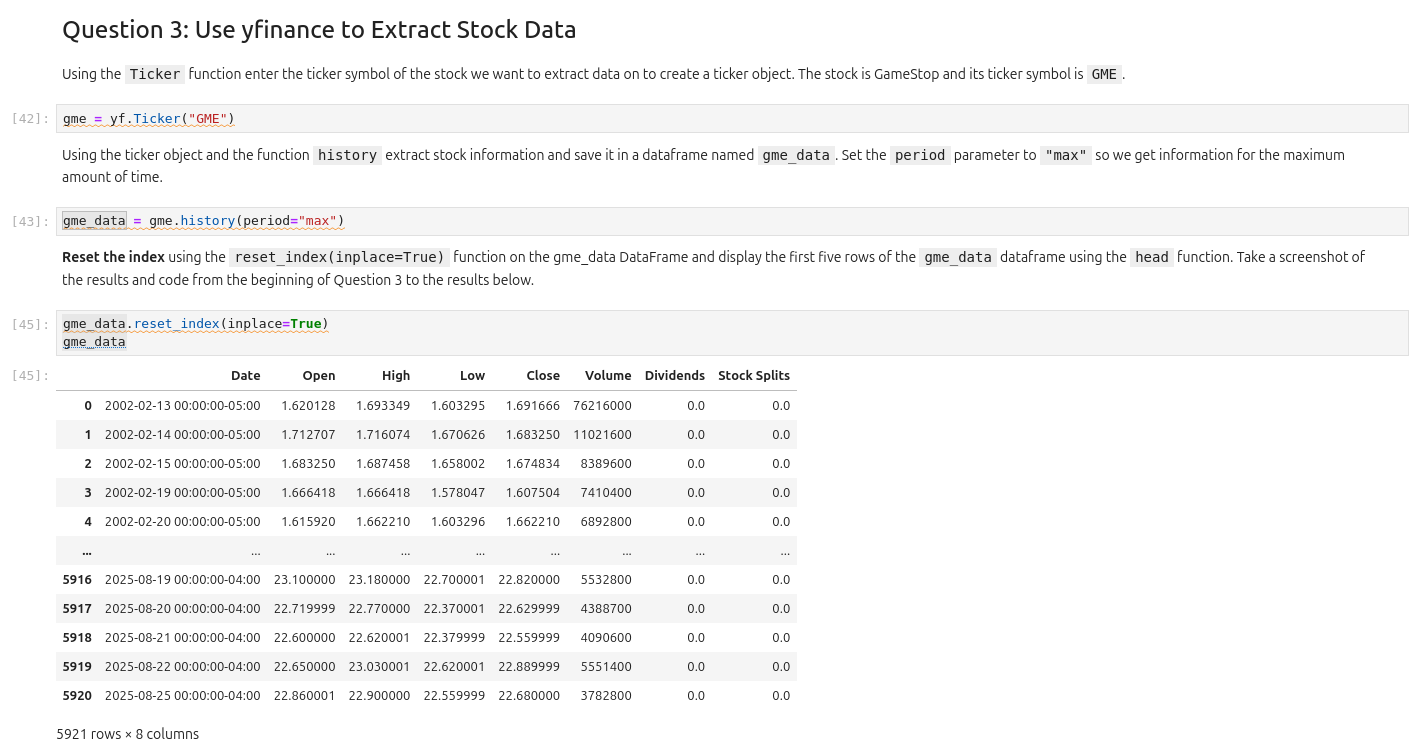 Question 3: Use yfinance to Extract Stock Data
Using the Ticker function enter the ticker symbol of the stock we want to extract data on to create a ticker object. The stock is GameStop and its ticker symbol is GME .
[42]: gme = yf.Ticker("GME")
Using the ticker object and the function history extract stock information and save it in a dataframe named gme_data . Set the period parameter to "max" so we get information for the maximum
amount of time.
[43]: gme_data = gme.history(period="max")
Reset the index using the reset_index(inplace=True) function on the gme_data DataFrame and display the first five rows of the gme_data dataframe using the head function. Take a screenshot of
the results and code from the beginning of Question 3 to the results below.
[45]: gme_data.reset_index(inplace=True)
gme_data
[45]: Date Open High Low Close Volume Dividends Stock Splits
0 2002-02-13 00:00:00-05:00 1.620128 1.693349 1.603295 1.691666 76216000 0.0 0.0
1 2002-02-14 00:00:00-05:00 1.712707 1.716074 1.670626 1.683250 11021600 0.0 0.0
2 2002-02-15 00:00:00-05:00 1.683250 1.687458 1.658002 1.674834 8389600 0.0 0.0
3 2002-02-19 00:00:00-05:00 1.666418 1.666418 1.578047 1.607504 7410400 0.0 0.0
4 2002-02-20 00:00:00-05:00 1.615920 1.662210 1.603296 1.662210 6892800 0.0 0.0
... ... ... ... ... ... ... ... ...
5916 2025-08-19 00:00:00-04:00 23.100000 23.180000 22.700001 22.820000 5532800 0.0 0.0
5917 2025-08-20 00:00:00-04:00 22.719999 22.770000 22.370001 22.629999 4388700 0.0 0.0
5918 2025-08-21 00:00:00-04:00 22.600000 22.620001 22.379999 22.559999 4090600 0.0 0.0
5919 2025-08-22 00:00:00-04:00 22.650000 23.030001 22.620001 22.889999 5551400 0.0 0.0
5920 2025-08-25 00:00:00-04:00 22.860001 22.900000 22.559999 22.680000 3782800 0.0 0.0
5921 rows × 8 columns